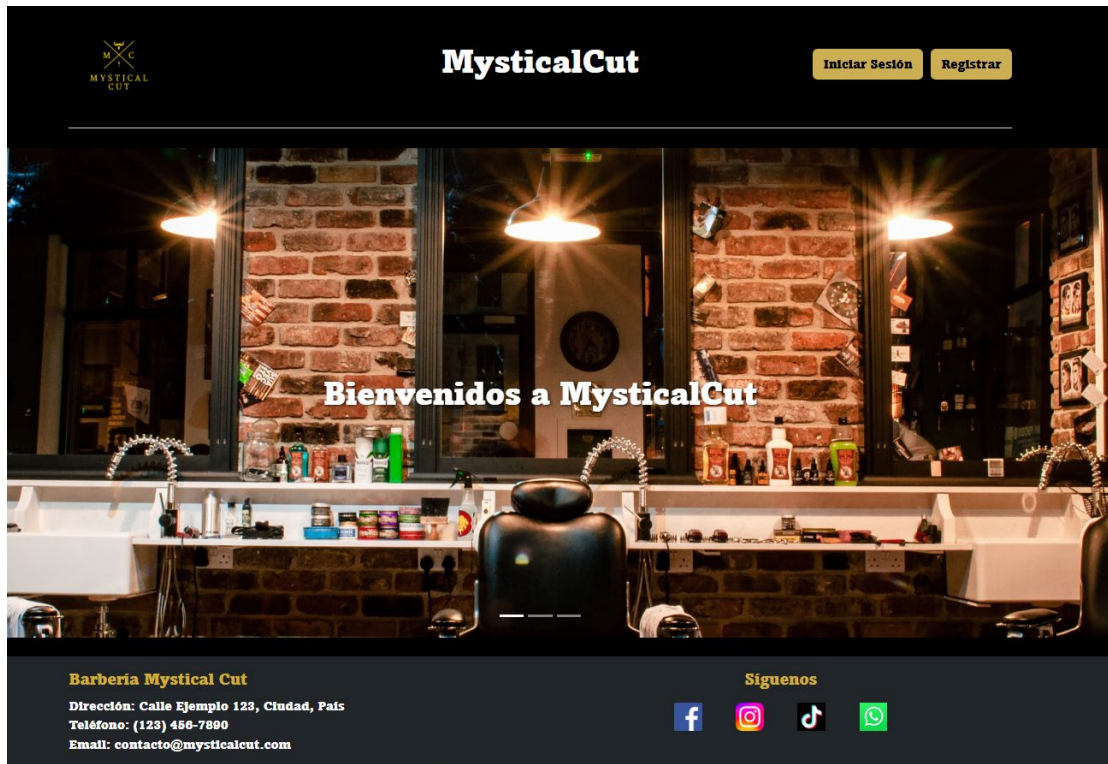 M C
MYSTICAL
CUT
MysticalCut
Iniciar Sesión
Registrar
Bienvenidos a MysticalCut
Barbería Mystical Cut
Dirección: Calle Ejemplo 123, Ciudad, País
Teléfono: (123) 456-7890
Email: contacto@mysticalcut.com
Síguenos